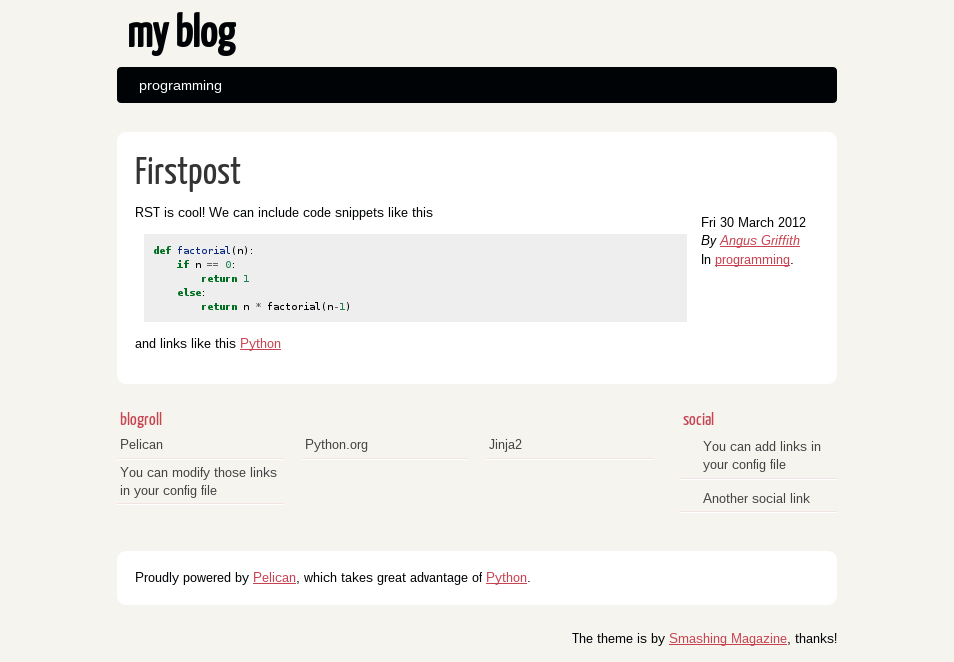 my blog
programming
Firstpost
RST is cool! We can include code snippets like this
def factorial(n):
    if n == 0:
        return 1
    else:
        return n * factorial(n-1)
and links like this Python
Fri 30 March 2012
By Angus Griffith
In programming.
blogroll
Pelican
Python.org
Jinja2
You can modify those links
in your config file
social
You can add links in
your config file
Another social link
Proudly powered by Pelican, which takes great advantage of Python.
The theme is by Smashing Magazine, thanks!